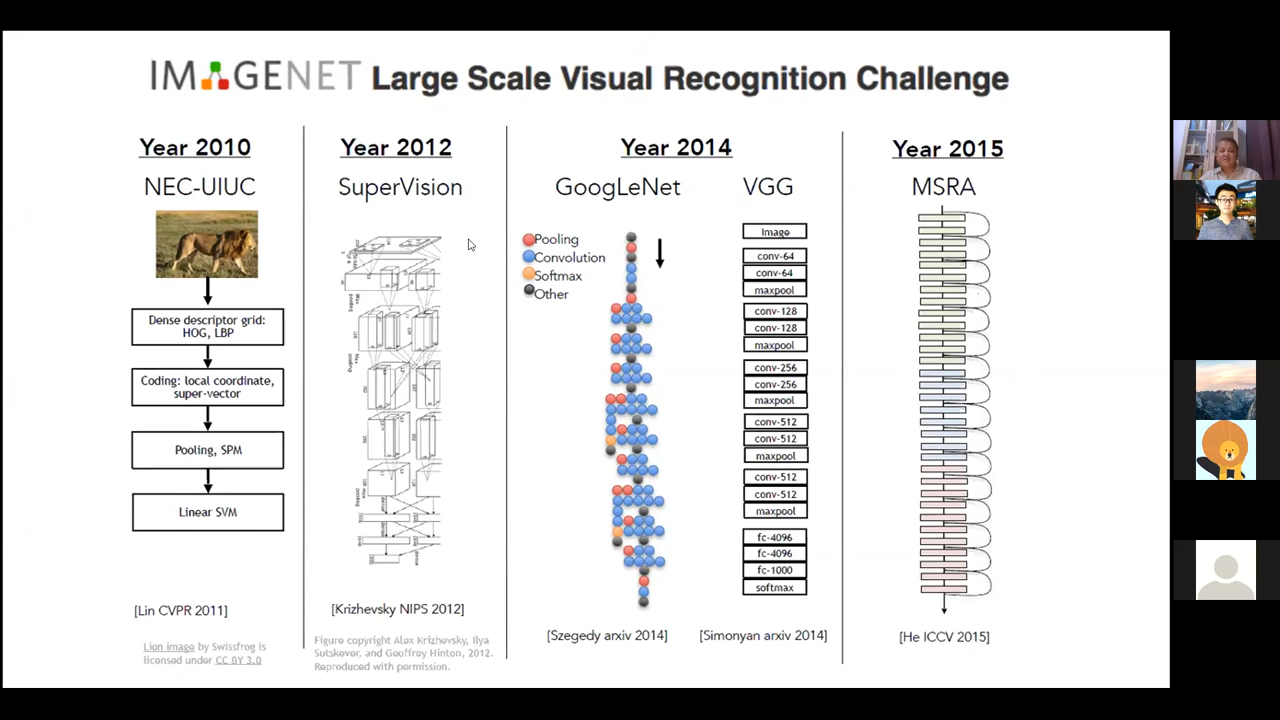 IMAGENET Large Scale Visual Recognition Challenge
Year 2010
NEC-UIUC
Dense descriptor grid:
HOG, LBP
Coding: local coordinate,
super-vector
Pooling, SPM
Linear SVM
[Lin CVPR 2011]
Lion image by Swissfrog is
licensed under CC BY 3.0
Year 2012
SuperVision
[Krizhevsky NIPS 2012]
Figure copyright Alex Krizhevsky, Ilya
Sutskever, and Geoffrey Hinton, 2012.
Reproduced with permission.
Year 2014
GoogLeNet
Pooling
Convolution
Softmax
Other
[Szegedy arxiv 2014]
VGG
Image
conv-64
conv-64
maxpool
conv-128
conv-128
maxpool
conv-256
conv-256
maxpool
conv-512
conv-512
maxpool
conv-512
conv-512
maxpool
fc-4096
fc-4096
fc-1000
softmax
[Simonyan arxiv 2014]
Year 2015
MSRA
[He ICCV 2015]